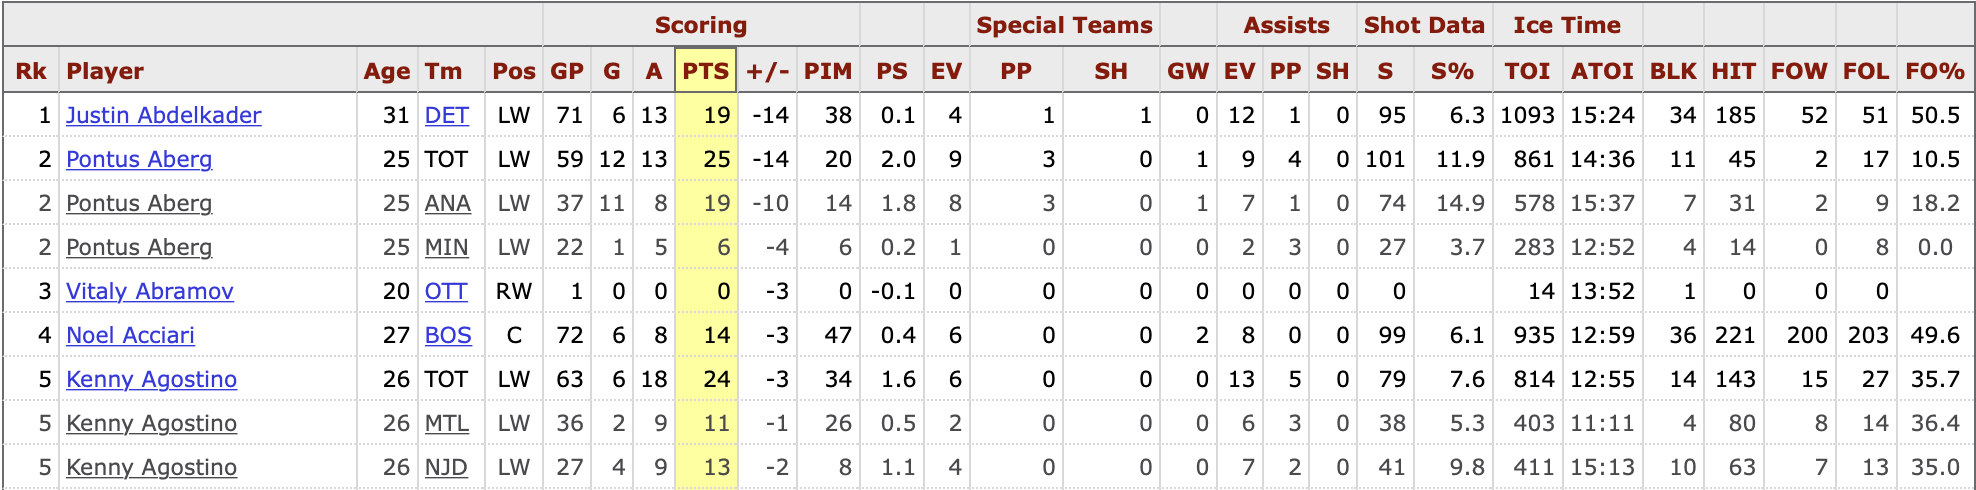 Scoring Special Teams Assists Shot Data Ice Time
Rk Player Age Tm Pos GP G A PTS +/- PIM PS EV PP SH GW EV PP SH S S% TOI ATOI BLK HIT FOW FOL FO%
1 Justin Abdelkader 31 DET LW 71 6 13 19 -14 38 0.1 4 1 1 0 12 1 0 95 6.3 1093 15:24 34 185 52 51 50.5
2 Pontus Aberg 25 TOT LW 59 12 13 25 -14 20 2.0 9 3 0 1 9 4 0 101 11.9 861 14:36 11 45 2 17 10.5
2 Pontus Aberg 25 ANA LW 37 11 8 19 -10 14 1.8 8 3 0 1 7 1 0 74 14.9 578 15:37 7 31 2 9 18.2
2 Pontus Aberg 25 MIN LW 22 1 5 6 -4 6 0.2 1 0 0 0 2 3 0 27 3.7 283 12:52 4 14 0 8 0.0
3 Vitaly Abramov 20 OTT RW 1 0 0 0 -3 0 -0.1 0 0 0 0 0 0 0 0 14 13:52 1 0 0 0
4 Noel Acciari 27 BOS C 72 6 8 14 -3 47 0.4 6 0 0 2 8 0 0 99 6.1 935 12:59 36 221 200 203 49.6
5 Kenny Agostino 26 TOT LW 63 6 18 24 -3 34 1.6 6 0 0 0 13 5 0 79 7.6 814 12:55 14 143 15 27 35.7
5 Kenny Agostino 26 MTL LW 36 2 9 11 -1 26 0.5 2 0 0 0 6 3 0 38 5.3 403 11:11 4 80 8 14 36.4
5 Kenny Agostino 26 NJD LW 27 4 9 13 -2 8 1.1 4 0 0 0 7 2 0 41 9.8 411 15:13 10 63 7 13 35.0